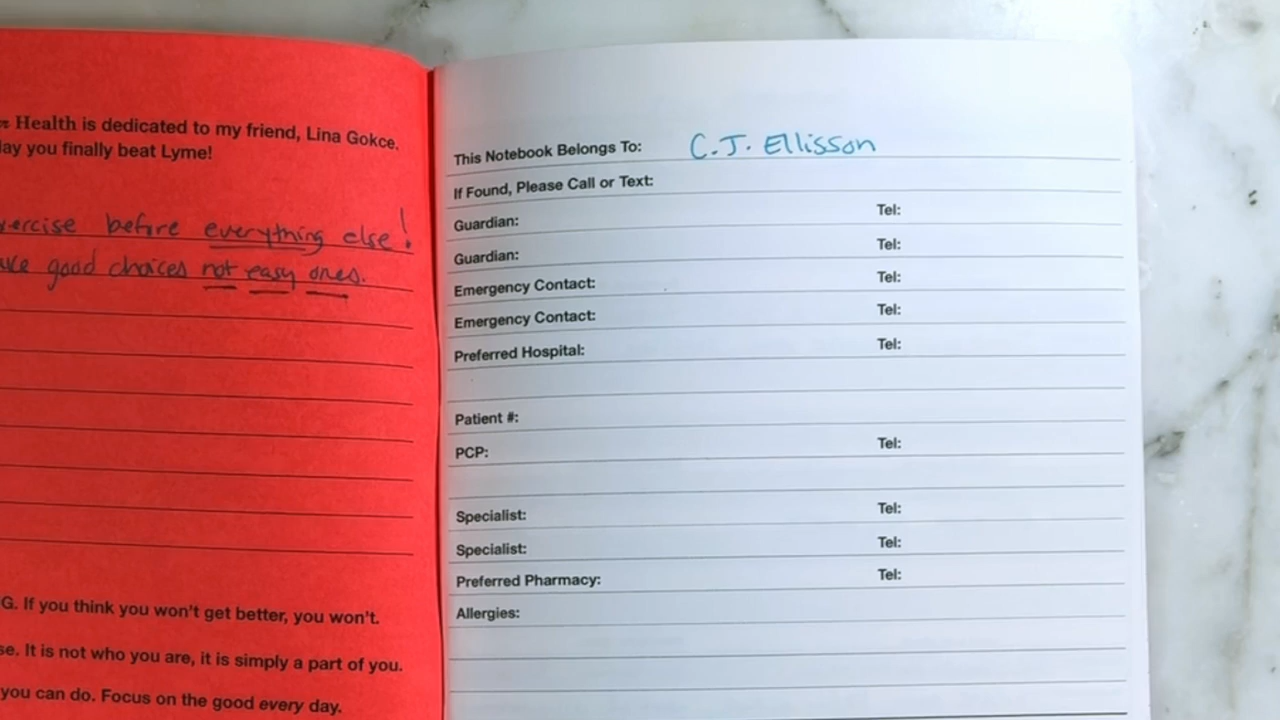 Health is dedicated to my friend, Lina Gokce.
you finally beat Lyme!
before everything else!
good choices not easy ones.
G. If you think you won't get better, you won't.
se. It is not who you are, it is simply a part of you.
you can do. Focus on the good every day.
This Notebook Belongs To: C.J. Ellisson
If Found, Please Call or Text:
Guardian: Tel:
Guardian: Tel:
Emergency Contact: Tel:
Emergency Contact: Tel:
Preferred Hospital: Tel:
Patient #:
PCP: Tel:
Specialist: Tel:
Specialist: Tel:
Preferred Pharmacy: Tel:
Allergies: